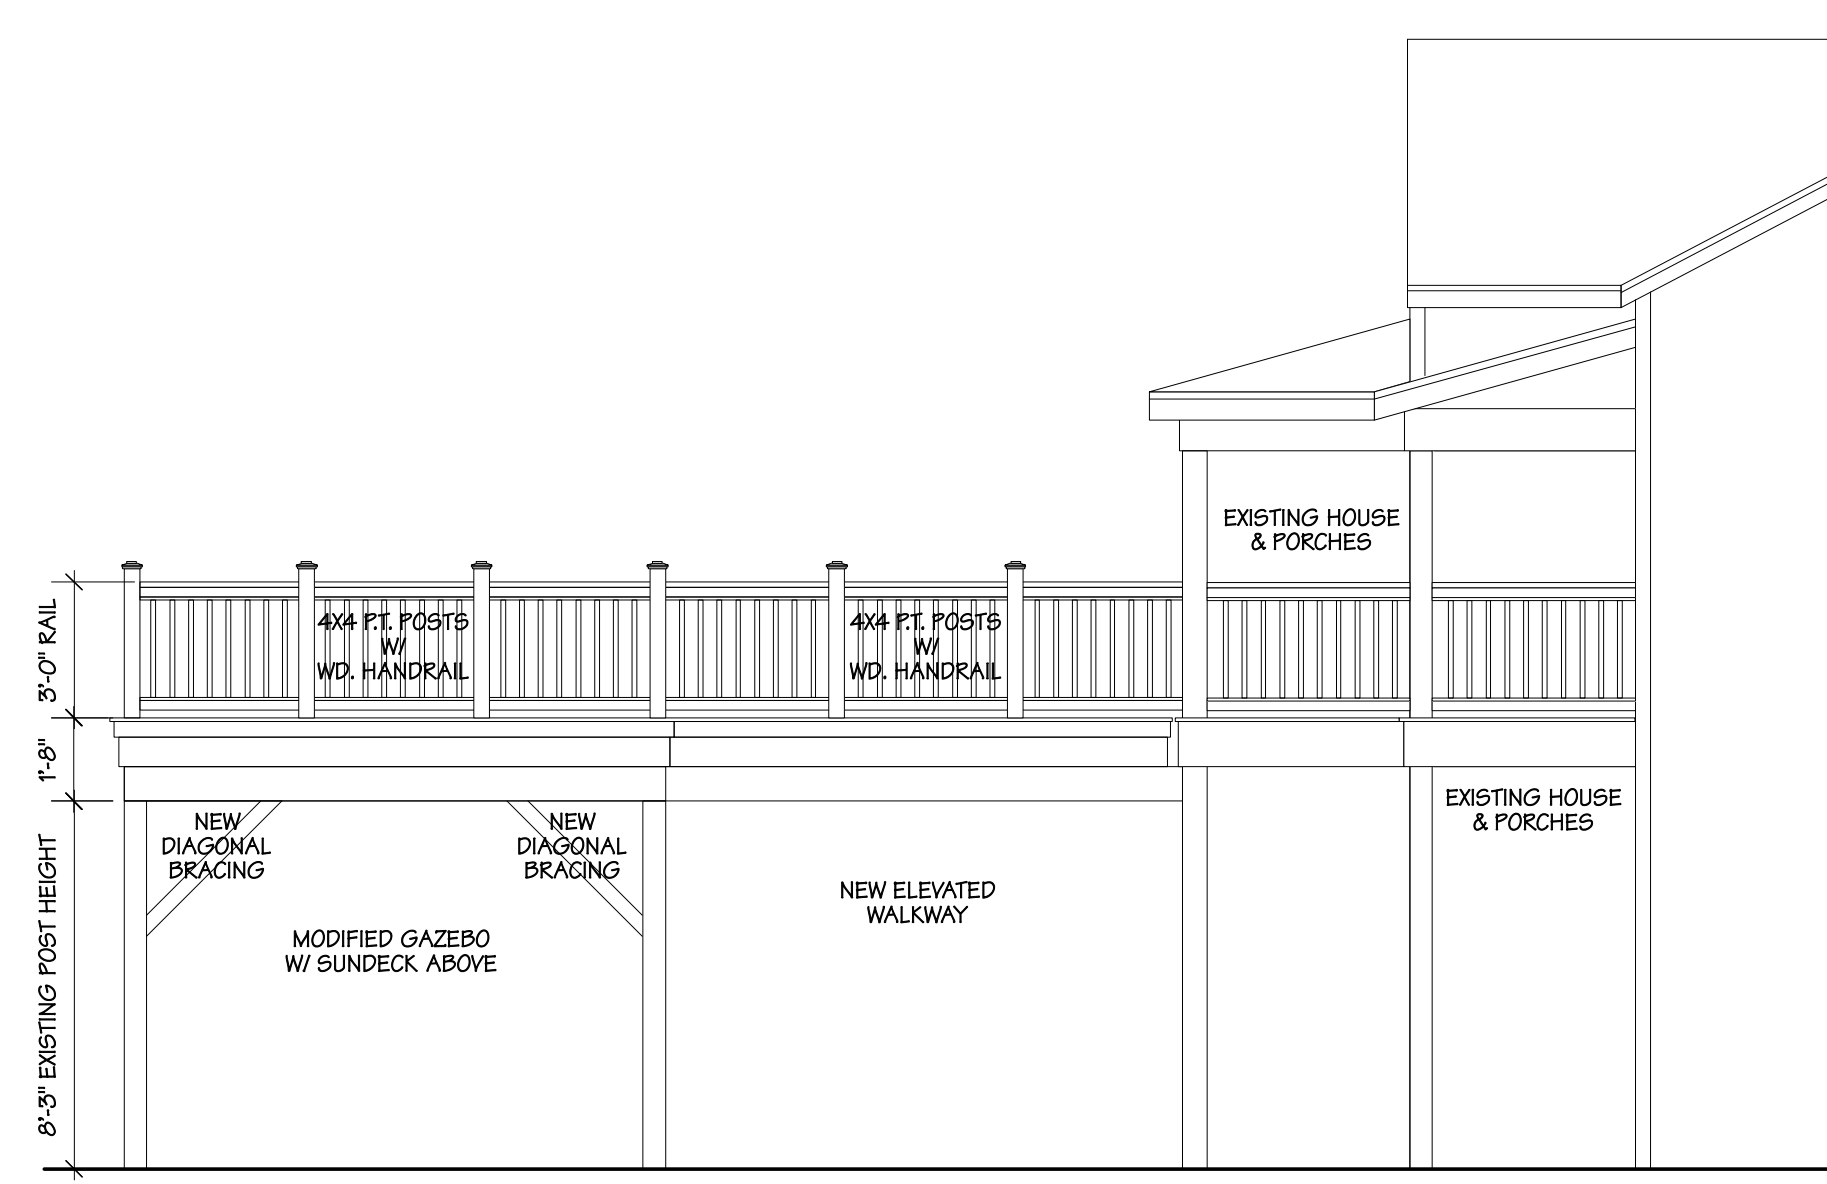 EXISTING HOUSE
& PORCHES
3'-0" RAIL
4X4 P.T. POSTS
W/
WD. HANDRAIL
4X4 P.T. POSTS
W/
WD. HANDRAIL
1'-8"
EXISTING HOUSE
& PORCHES
8'-3" EXISTING POST HEIGHT
NEW
DIAGONAL
BRACING
NEW
DIAGONAL
BRACING
NEW ELEVATED
WALKWAY
MODIFIED GAZEBO
W/ SUNDECK ABOVE